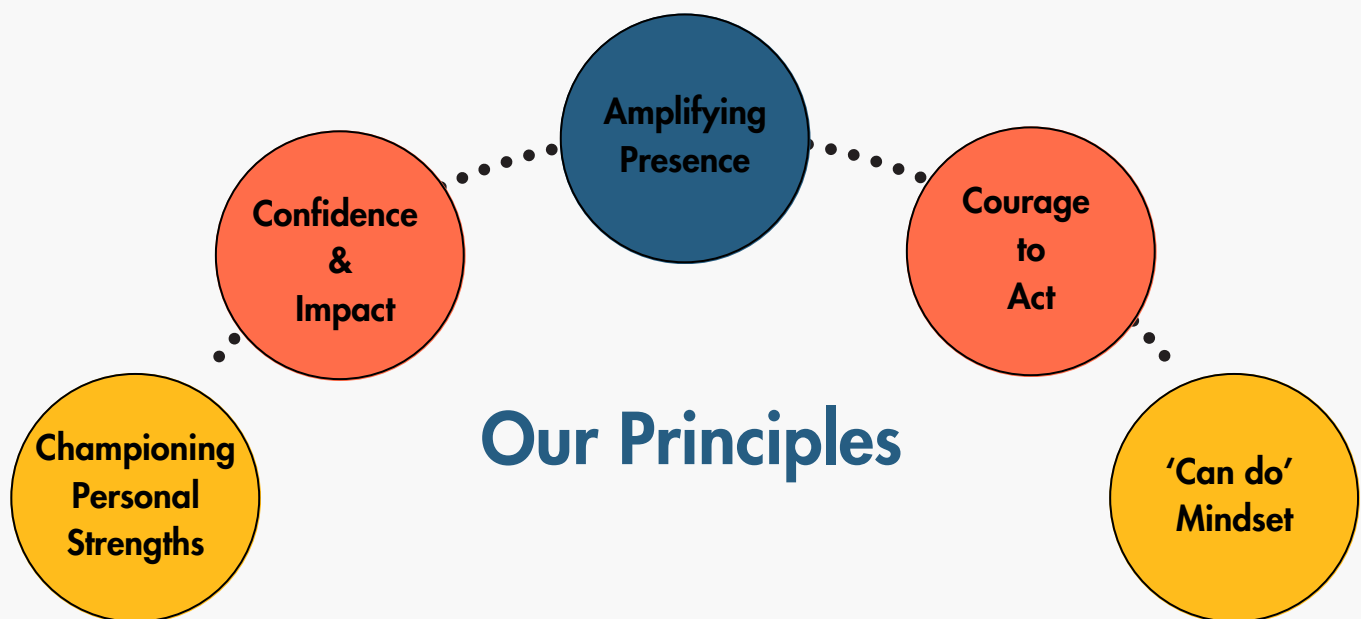 Championing
Personal
Strengths
Confidence
&
Impact
Amplifying
Presence
Courage
to
Act
‘Can do’
Mindset
Our Principles